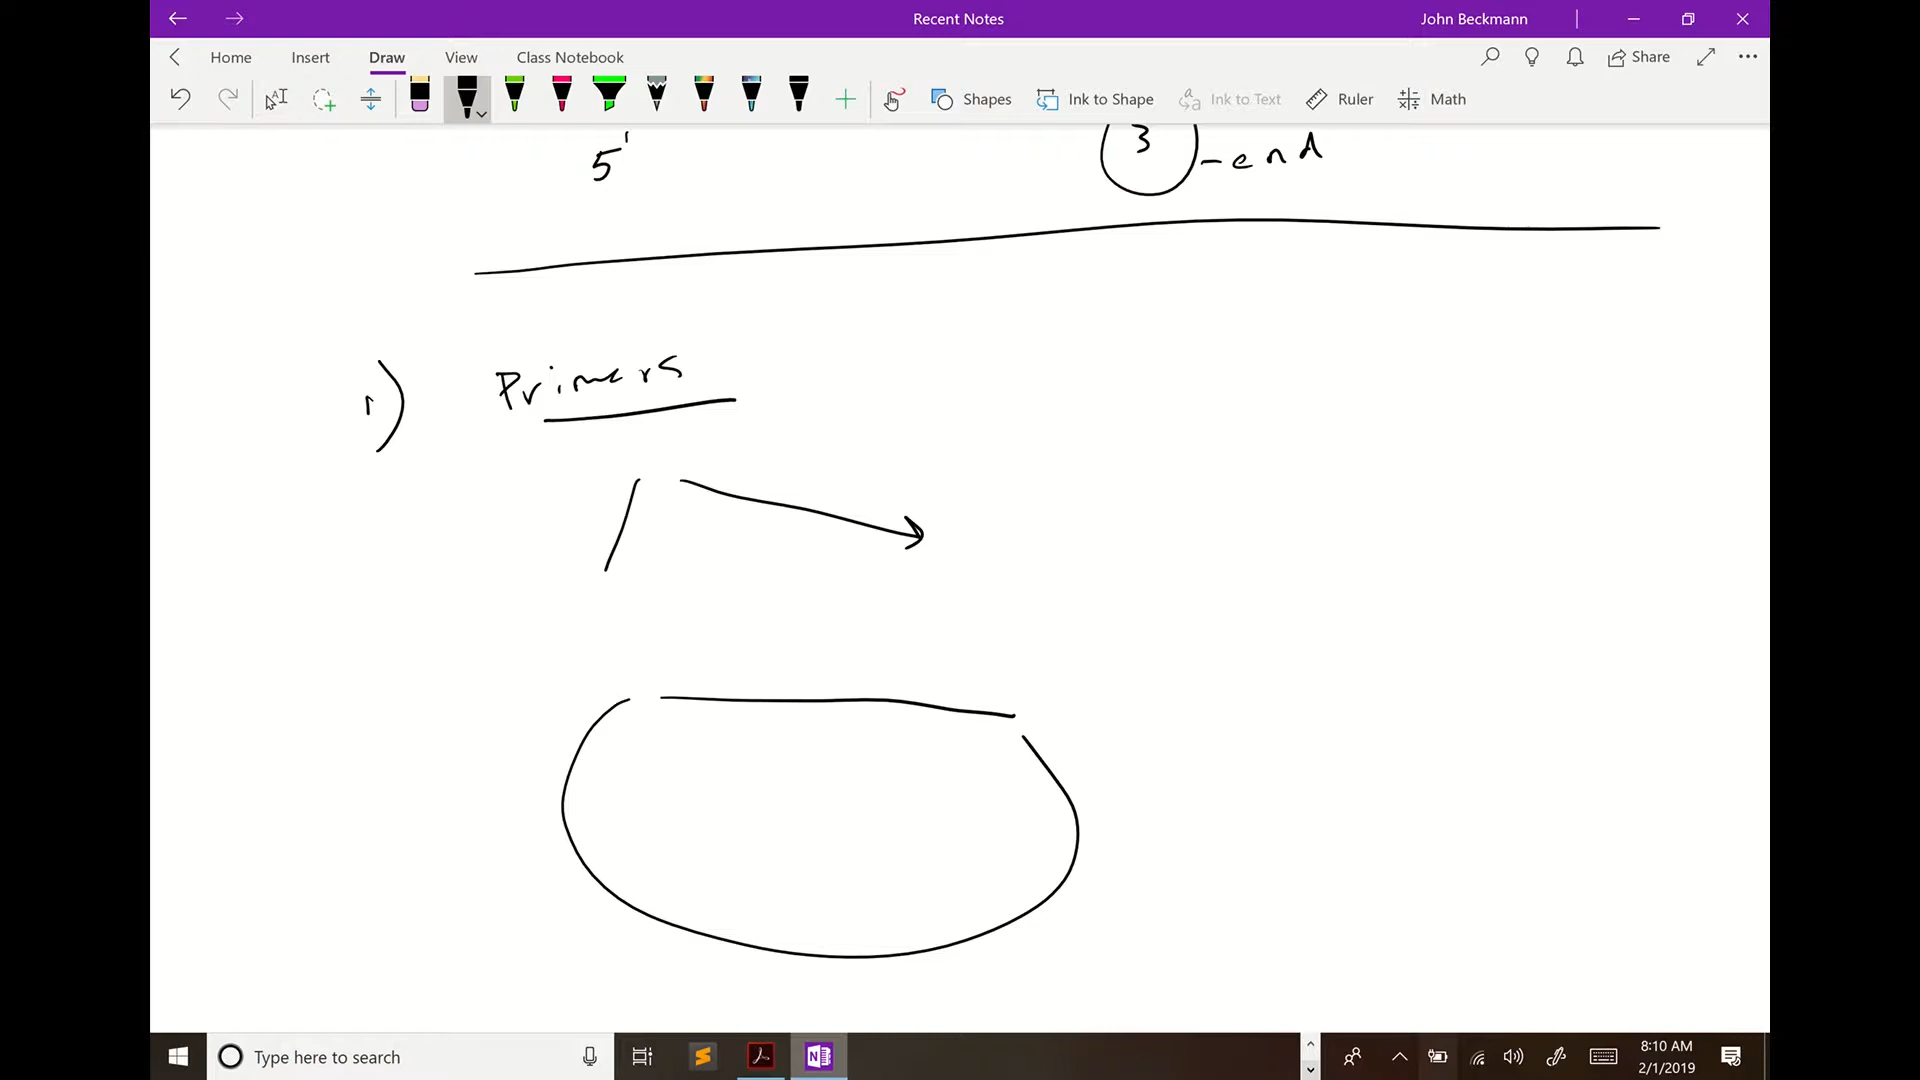 Recent Notes
John Beckmann
Home Insert Draw View Class Notebook
Share
Shapes Ink to Shape Ink to Text Ruler Math
5' 3 -end
1) Primers
Type here to search
8:10 AM
2/1/2019